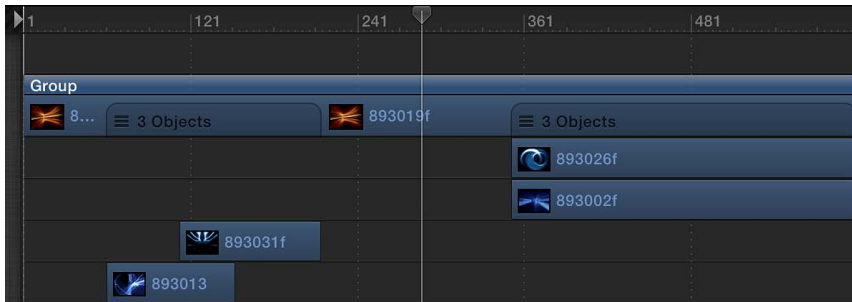 1 121 241 361 481
Group
8... 3 Objects 893019f 3 Objects
893026f
893002f
893031f
893013